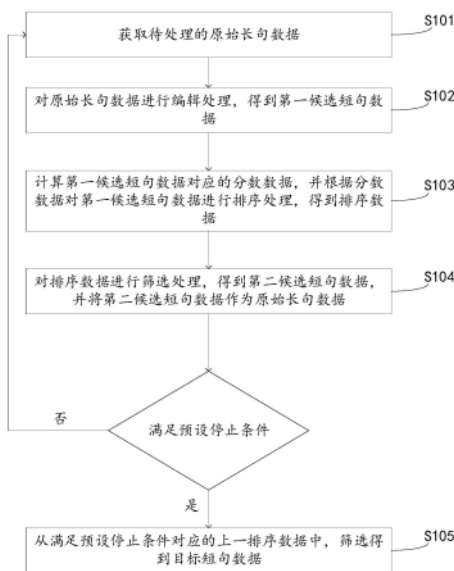 获取待处理的原始长句数据
S101
对原始长句数据进行编辑处理，得到第一候选短句数
据
S102
计算第一候选短句数据对应的分数数据，并根据分数
数据对第一候选短句数据进行排序处理，得到排序数
据
S103
对排序数据进行筛选处理，得到第二候选短句数据，
并将第二候选短句数据作为原始长句数据
S104
否
满足预设停止条件
是
从满足预设停止条件对应的上一排序数据中，筛选得
到目标短句数据
S105